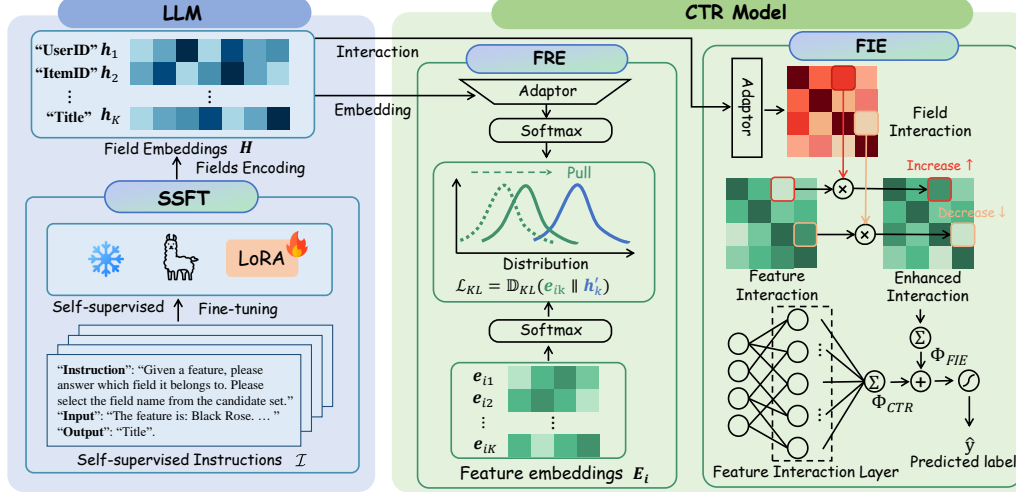 LLM
"UserID" h1
"ItemID" h2
⋮
⋮
"Title" hK
Field Embeddings H
Fields Encoding
SSFT
LoRA
Self-supervised
Fine-tuning
"Instruction": "Given a feature, please
answer which field it belongs to. Please
select the field name from the candidate set."
"Input": "The feature is: Black Rose. … "
"Output": "Title".
Self-supervised Instructions ℐ
CTR Model
Interaction
Embedding
FRE
Adaptor
Softmax
Pull
Distribution
ℒKL = 𝔻KL(eik ∥ h′k)
Softmax
ei1
ei2
⋮
⋮
eiK
Feature embeddings Ei
FIE
Adaptor
Field
Interaction
Increase ↑
×
Decrease ↓
×
Feature
Interaction
Enhanced
Interaction
Σ
ΦFIE
⋮
⋮
Σ
+
ΦCTR
ŷ
Feature Interaction Layer
Predicted label